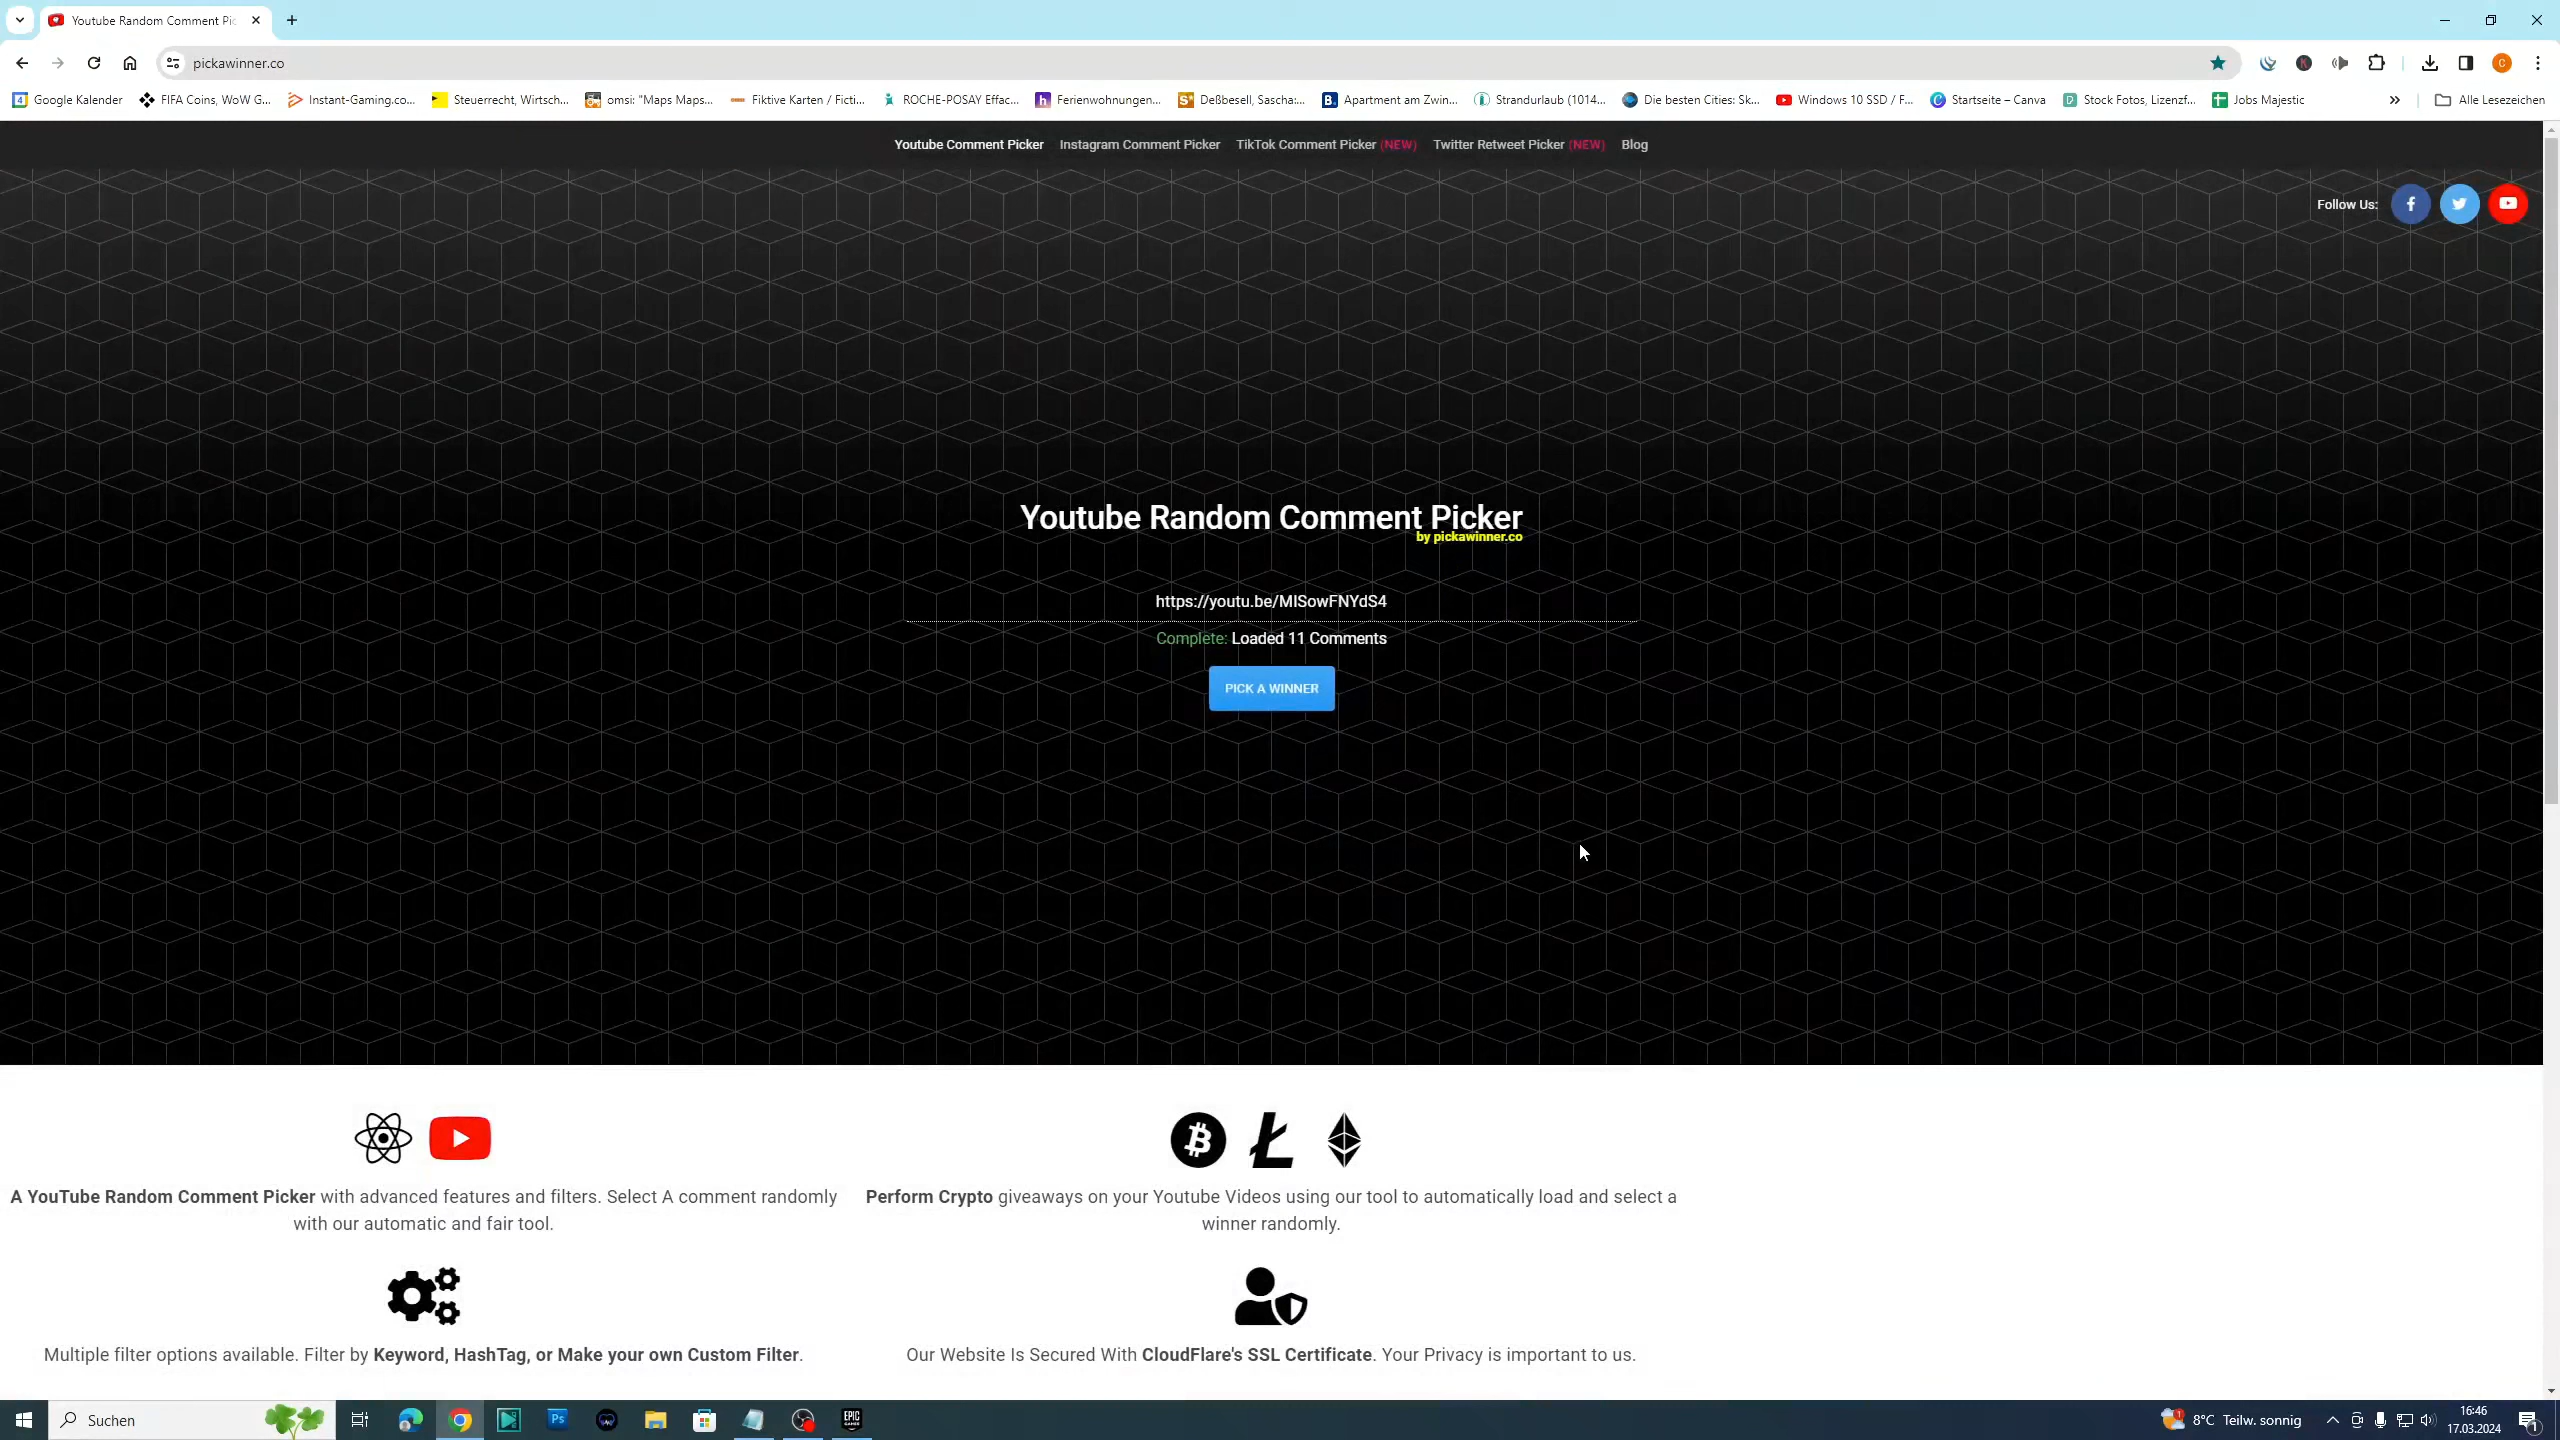 Youtube Random Comment Pic
pickawinner.co
Google Kalender FIFA Coins, WoW G... Instant-Gaming.co... Steuerrecht, Wirtsch... omsi: "Maps Maps... Fiktive Karten / Ficti... ROCHE-POSAY Effac... Ferienwohnungen... Deßbesell, Sascha:... Apartment am Zwin... Strandurlaub (1014... Die besten Cities: Sk... Windows 10 SSD / F... Startseite – Canva Stock Fotos, Lizenzf... Jobs Majestic Alle Lesezeichen
Youtube Comment Picker Instagram Comment Picker TikTok Comment Picker (NEW) Twitter Retweet Picker (NEW) Blog
Follow Us:
Youtube Random Comment Picker
by pickawinner.co
https://youtu.be/MISowFNYdS4
Complete: Loaded 11 Comments
PICK A WINNER
A YouTube Random Comment Picker with advanced features and filters. Select A comment randomly
with our automatic and fair tool.
Perform Crypto giveaways on your Youtube Videos using our tool to automatically load and select a
winner randomly.
Multiple filter options available. Filter by Keyword, HashTag, or Make your own Custom Filter.
Our Website Is Secured With CloudFlare's SSL Certificate. Your Privacy is important to us.
Suchen
Ps
EPIC
GAMES
8°C Teilw. sonnig
16:46
17.03.2024